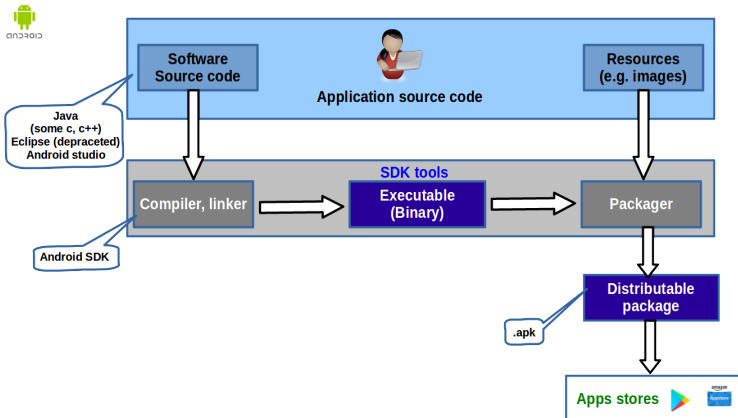 android
Software
Source code
Application source code
Resources
(e.g. images)
Java
(some c, c++)
Eclipse (depraceted)
Android studio
SDK tools
Compiler, linker
Executable
(Binary)
Packager
Android SDK
Distributable
package
.apk
Apps stores
amazon
Appstore